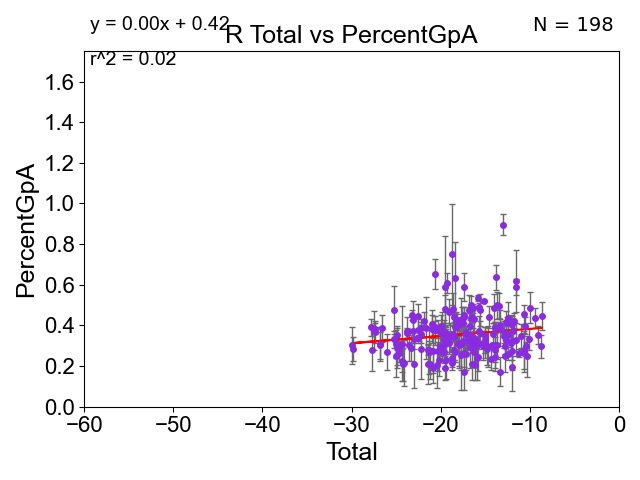 y = 0.00x + 0.42
N = 198
R Total vs PercentGpA
r^2 = 0.02
PercentGpA
1.6
1.4
1.2
1.0
0.8
0.6
0.4
0.2
0.0
−60
−50
−40
−30
−20
−10
0
Total